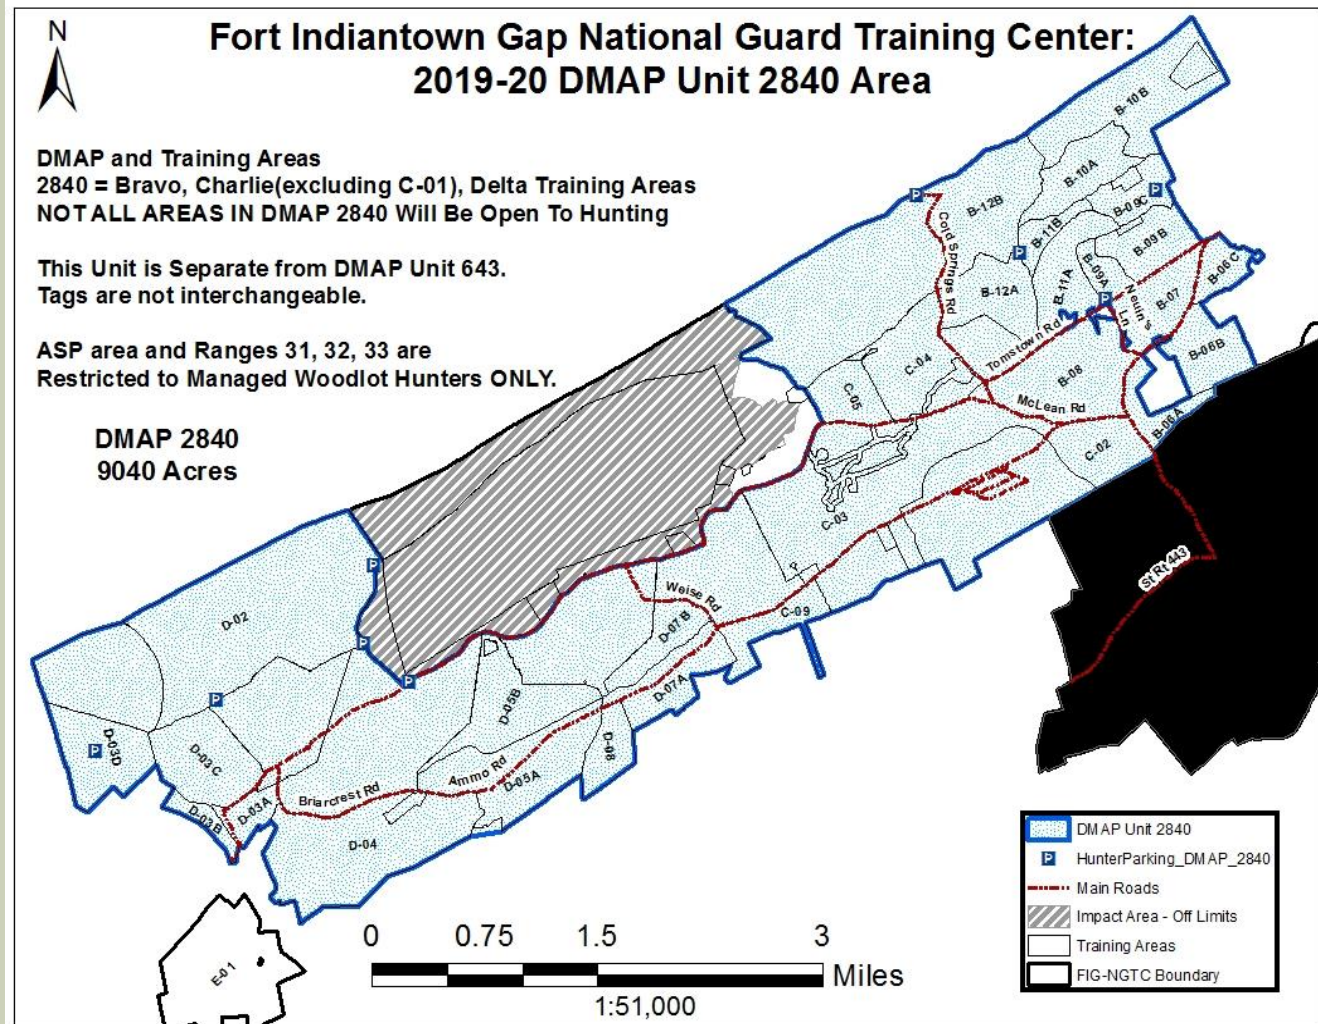 N
Fort Indiantown Gap National Guard Training Center:
2019-20 DMAP Unit 2840 Area
DMAP and Training Areas
2840 = Bravo, Charlie(excluding C-01), Delta Training Areas
NOT ALL AREAS IN DMAP 2840 Will Be Open To Hunting
This Unit is Separate from DMAP Unit 643.
Tags are not interchangeable.
ASP area and Ranges 31, 32, 33 are
Restricted to Managed Woodlot Hunters ONLY.
DMAP 2840
9040 Acres
B-10B
B-10A
P
P
B-12B
B-09C
Cold Springs Rd
B-11B
B-09B
P
B-09A
B-06C
B-12A
B-11A
P
Nevin's Ln
B-07
Tomstown Rd
B-06B
C-04
B-08
C-05
McLean Rd
B-06A
C-02
C-03
St Rt 443
P
Weise Rd
C-09
D-02
D-07B
P
P
D-07A
P
D-05B
D-03D
P
D-03C
D-08
Ammo Rd
D-05A
Briarcrest Rd
D-03A
D-03B
D-04
E-01
0 0.75 1.5 3
Miles
1:51,000
DMAP Unit 2840
P HunterParking_DMAP_2840
Main Roads
Impact Area - Off Limits
Training Areas
FIG-NGTC Boundary